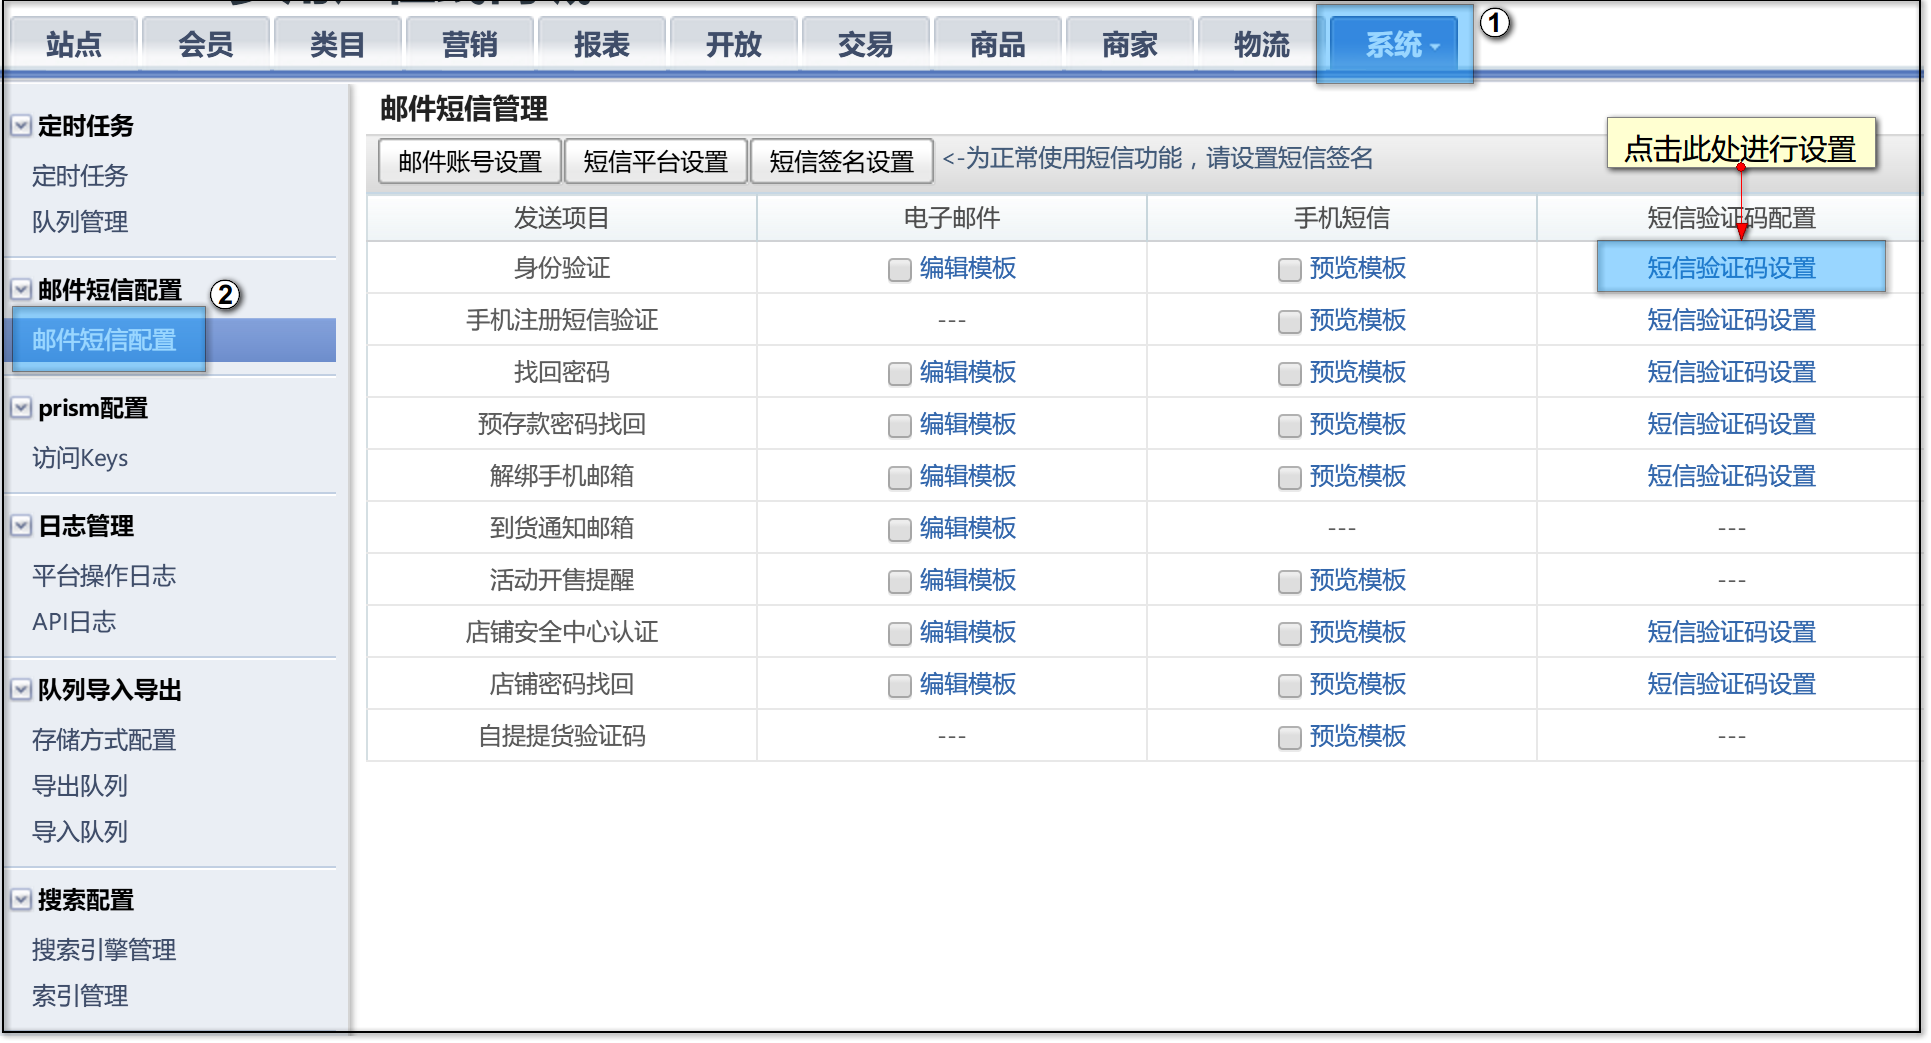 站点 会员 类目 营销 报表 开放 交易 商品 商家 物流 系统 ①
定时任务
定时任务
队列管理
邮件短信配置 ②
邮件短信配置
prism配置
访问Keys
日志管理
平台操作日志
API日志
队列导入导出
存储方式配置
导出队列
导入队列
搜索配置
搜索引擎管理
索引管理
邮件短信管理
邮件账号设置 短信平台设置 短信签名设置 <-为正常使用短信功能，请设置短信签名
点击此处进行设置
发送项目 电子邮件 手机短信 短信验证码配置
身份验证 编辑模板 预览模板 短信验证码设置
手机注册短信验证 --- 预览模板 短信验证码设置
找回密码 编辑模板 预览模板 短信验证码设置
预存款密码找回 编辑模板 预览模板 短信验证码设置
解绑手机邮箱 编辑模板 预览模板 短信验证码设置
到货通知邮箱 编辑模板 --- ---
活动开售提醒 编辑模板 预览模板 ---
店铺安全中心认证 编辑模板 预览模板 短信验证码设置
店铺密码找回 编辑模板 预览模板 短信验证码设置
自提提货验证码 --- 预览模板 ---